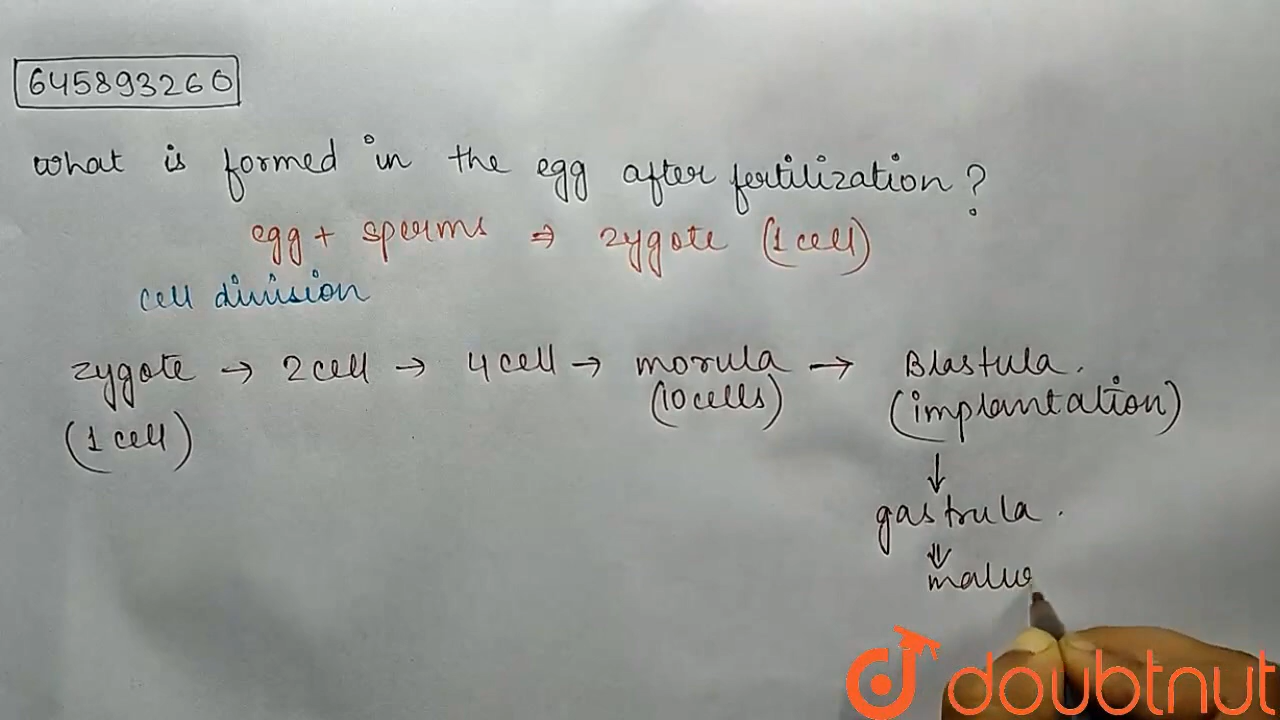 645893260
What is formed in the egg after fertilization?
egg + sperms ⇒ zygote (1 cell)
cell division
zygote → 2 cell → 4 cell → morula → Blastula.
(1 cell) (10 cells) (implantation)
↓
gastrula.
⇓
doubtnut